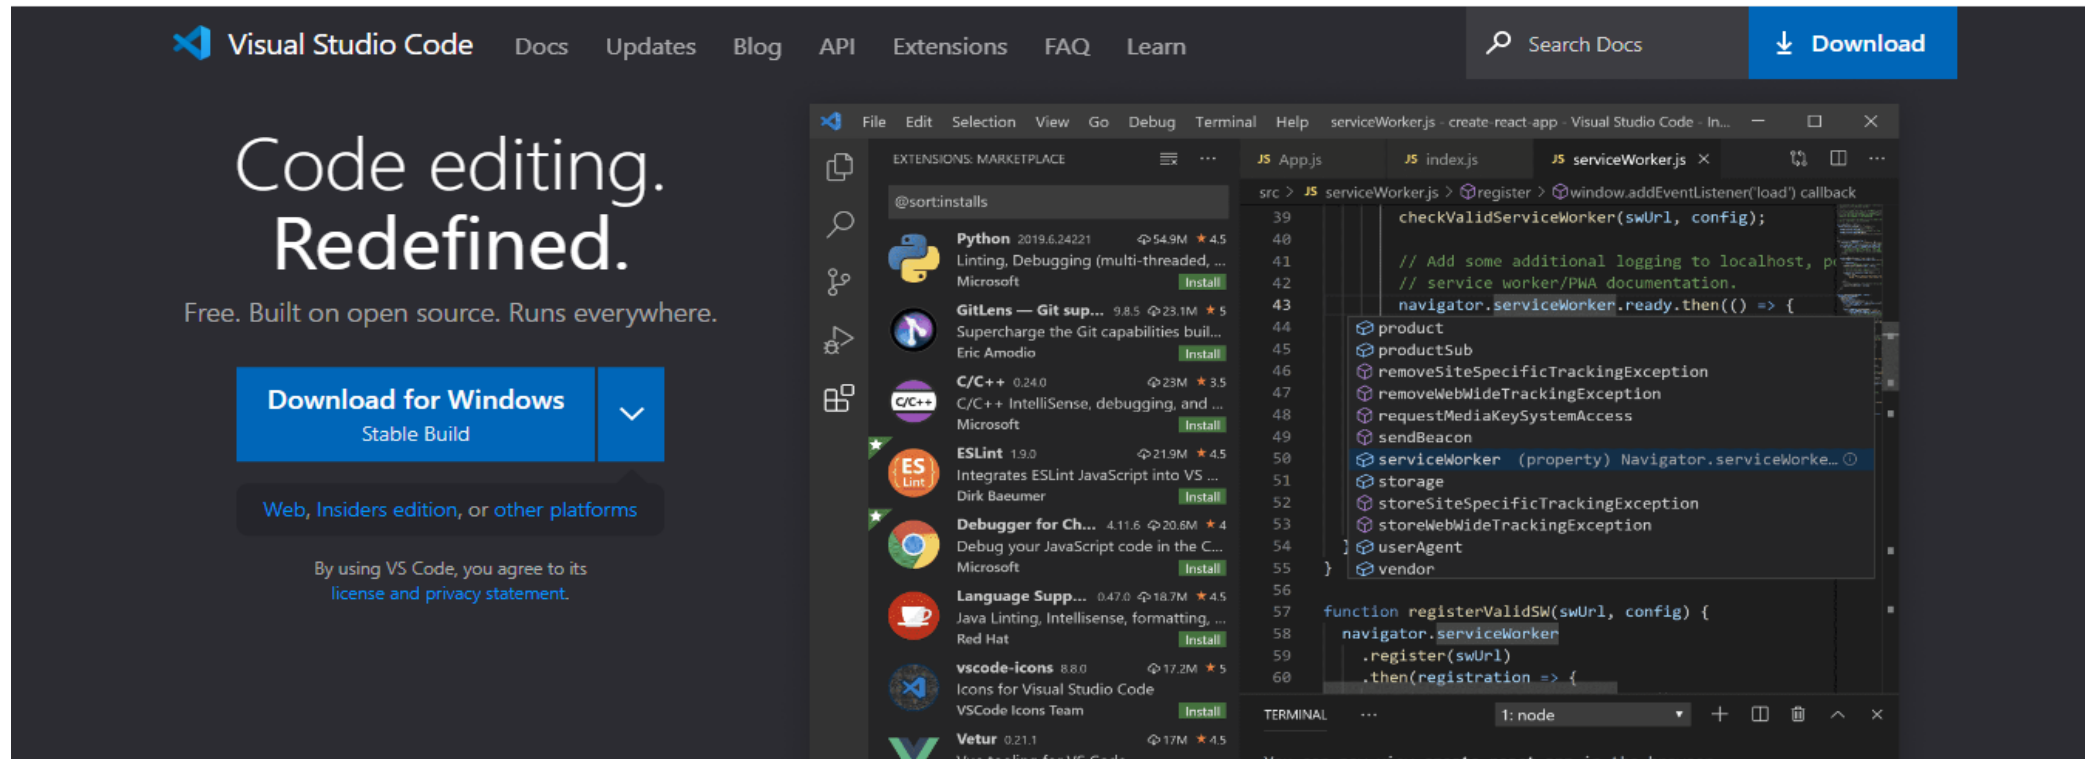 Visual Studio Code Docs Updates Blog API Extensions FAQ Learn Search Docs Download
Code editing.
Redefined.
Free. Built on open source. Runs everywhere.
Download for Windows
Stable Build
Web, Insiders edition, or other platforms
By using VS Code, you agree to its
license and privacy statement.
File Edit Selection View Go Debug Terminal Help serviceWorker.js - create-react-app - Visual Studio Code - In...
EXTENSIONS: MARKETPLACE
@sort:installs
Python 2019.6.24221 54.9M ★ 4.5
Linting, Debugging (multi-threaded, ...
Microsoft Install
GitLens — Git sup... 9.8.5 23.1M ★ 5
Supercharge the Git capabilities buil...
Eric Amodio Install
C/C++
C/C++ 0.24.0 23M ★ 3.5
C/C++ IntelliSense, debugging, and ...
Microsoft Install
ES
Lint
ESLint 1.9.0 21.9M ★ 4.5
Integrates ESLint JavaScript into VS ...
Dirk Baeumer Install
Debugger for Ch... 4.11.6 20.6M ★ 4
Debug your JavaScript code in the C...
Microsoft Install
Language Supp... 0.47.0 18.7M ★ 4.5
Java Linting, Intellisense, formatting, ...
Red Hat Install
vscode-icons 8.8.0 17.2M ★ 5
Icons for Visual Studio Code
VSCode Icons Team Install
Vetur 0.21.1 17M ★ 4.5
JS App.js JS index.js JS serviceWorker.js ×
src > JS serviceWorker.js > register > window.addEventListener('load') callback
39 checkValidServiceWorker(swUrl, config);
40
41 // Add some additional logging to localhost, p
42 // service worker/PWA documentation.
43 navigator.serviceWorker.ready.then(() => {
44 product
45 productSub
46 removeSiteSpecificTrackingException
47 removeWebWideTrackingException
48 requestMediaKeySystemAccess
49 sendBeacon
50 serviceWorker (property) Navigator.serviceWorke...
51 storage
52 storeSiteSpecificTrackingException
53 storeWebWideTrackingException
54 } userAgent
55 } vendor
56
57 function registerValidSW(swUrl, config) {
58 navigator.serviceWorker
59 .register(swUrl)
60 .then(registration => {
TERMINAL ... 1: node